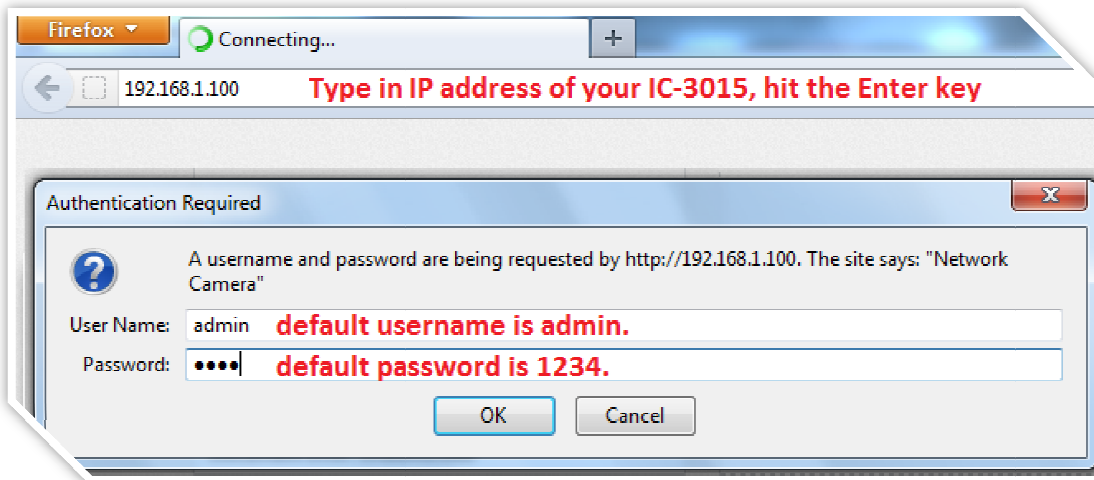 Firefox
Connecting...
192.168.1.100 Type in IP address of your IC-3015, hit the Enter key
Authentication Required
A username and password are being requested by http://192.168.1.100. The site says: "Network
Camera"
User Name: admin default username is admin.
Password: •••• default password is 1234.
OK Cancel